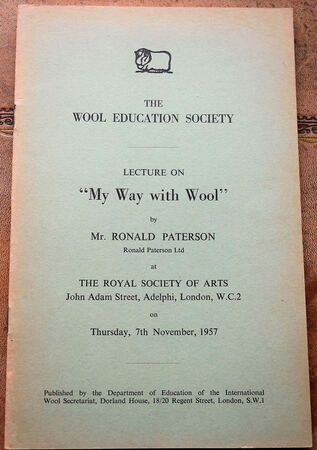 THE
WOOL EDUCATION SOCIETY
LECTURE ON
“My Way with Wool”
by
Mr. RONALD PATERSON
Ronald Paterson Ltd
at
THE ROYAL SOCIETY OF ARTS
John Adam Street, Adelphi, London, W.C.2
on
Thursday, 7th November, 1957
Published by the Department of Education of the International
Wool Secretariat, Dorland House, 18/20 Regent Street, London, S.W.1